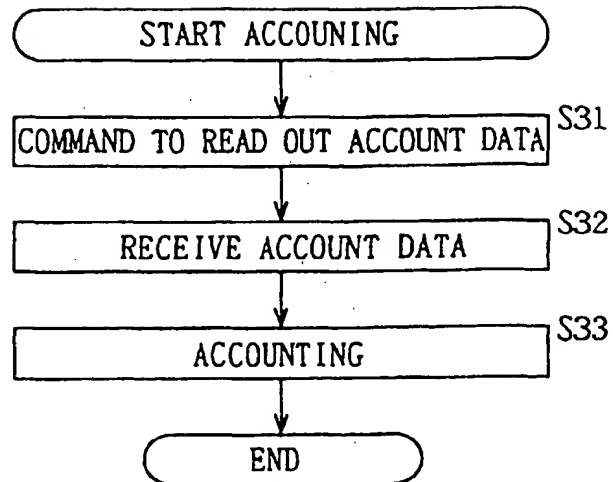 START ACCOUNING
COMMAND TO READ OUT ACCOUNT DATA
S31
RECEIVE ACCOUNT DATA
S32
ACCOUNTING
S33
END